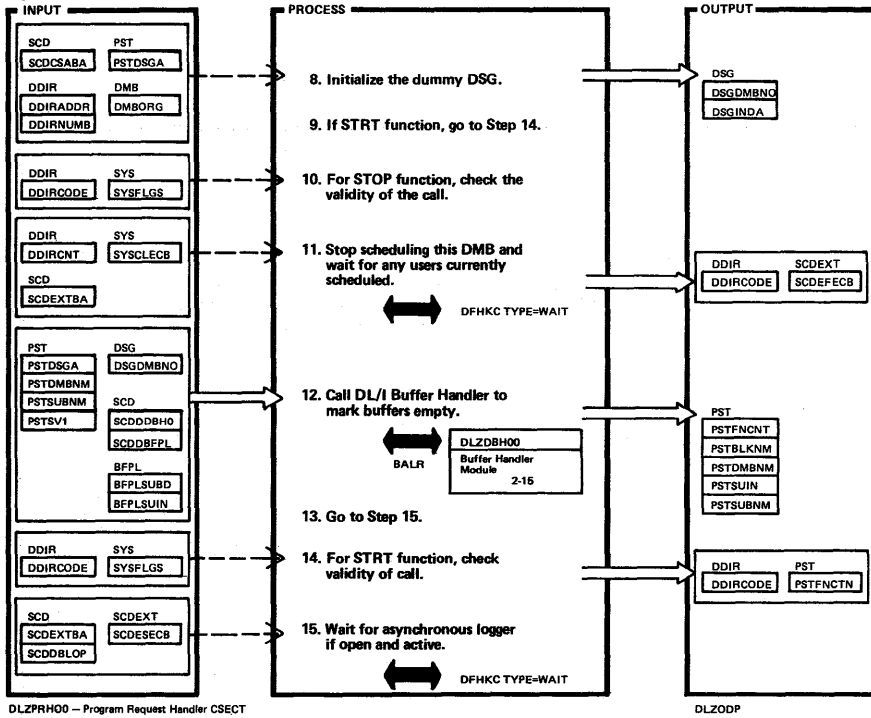 INPUT
SCD
PST
SCDCSABA
PSTDSGA
DDIR
DMB
DDIRADDR
DMBORG
DDIRNUMB
DDIR
SYS
DDIRCODE
SYSFLGS
DDIR
SYS
DDIRCNT
SYSCLECB
SCD
SCDEXTBA
PST
DSG
PSTDSGA
DSGDMBNO
PSTDMBNM
PSTSUBNM
SCD
PSTSV1
SCDDDBH0
SCDDBFPL
BFPL
BFPLSUBD
BFPLSUIN
DDIR
SYS
DDIRCODE
SYSFLGS
SCD
SCDEXT
SCDEXTBA
SCDESECB
SCDDBLOP
PROCESS
8. Initialize the dummy DSG.
9. If STRT function, go to Step 14.
10. For STOP function, check the
validity of the call.
11. Stop scheduling this DMB and
wait for any users currently
scheduled.
DFHKC TYPE=WAIT
12. Call DL/I Buffer Handler to
mark buffers empty.
BALR
DLZDBH00
Buffer Handler
Module
2-15
13. Go to Step 15.
14. For STRT function, check
validity of call.
15. Wait for asynchronous logger
if open and active.
DFHKC TYPE=WAIT
OUTPUT
DSG
DSGDMBNO
DSGINDA
DDIR
SCDEXT
DDIRCODE
SCDEFECB
PST
PSTFNCNT
PSTBLKNM
PSTDMBNM
PSTSUIN
PSTSUBNM
DDIR
PST
DDIRCODE
PSTFNCTN
DLZPRH00 — Program Request Handler CSECT
DLZODP